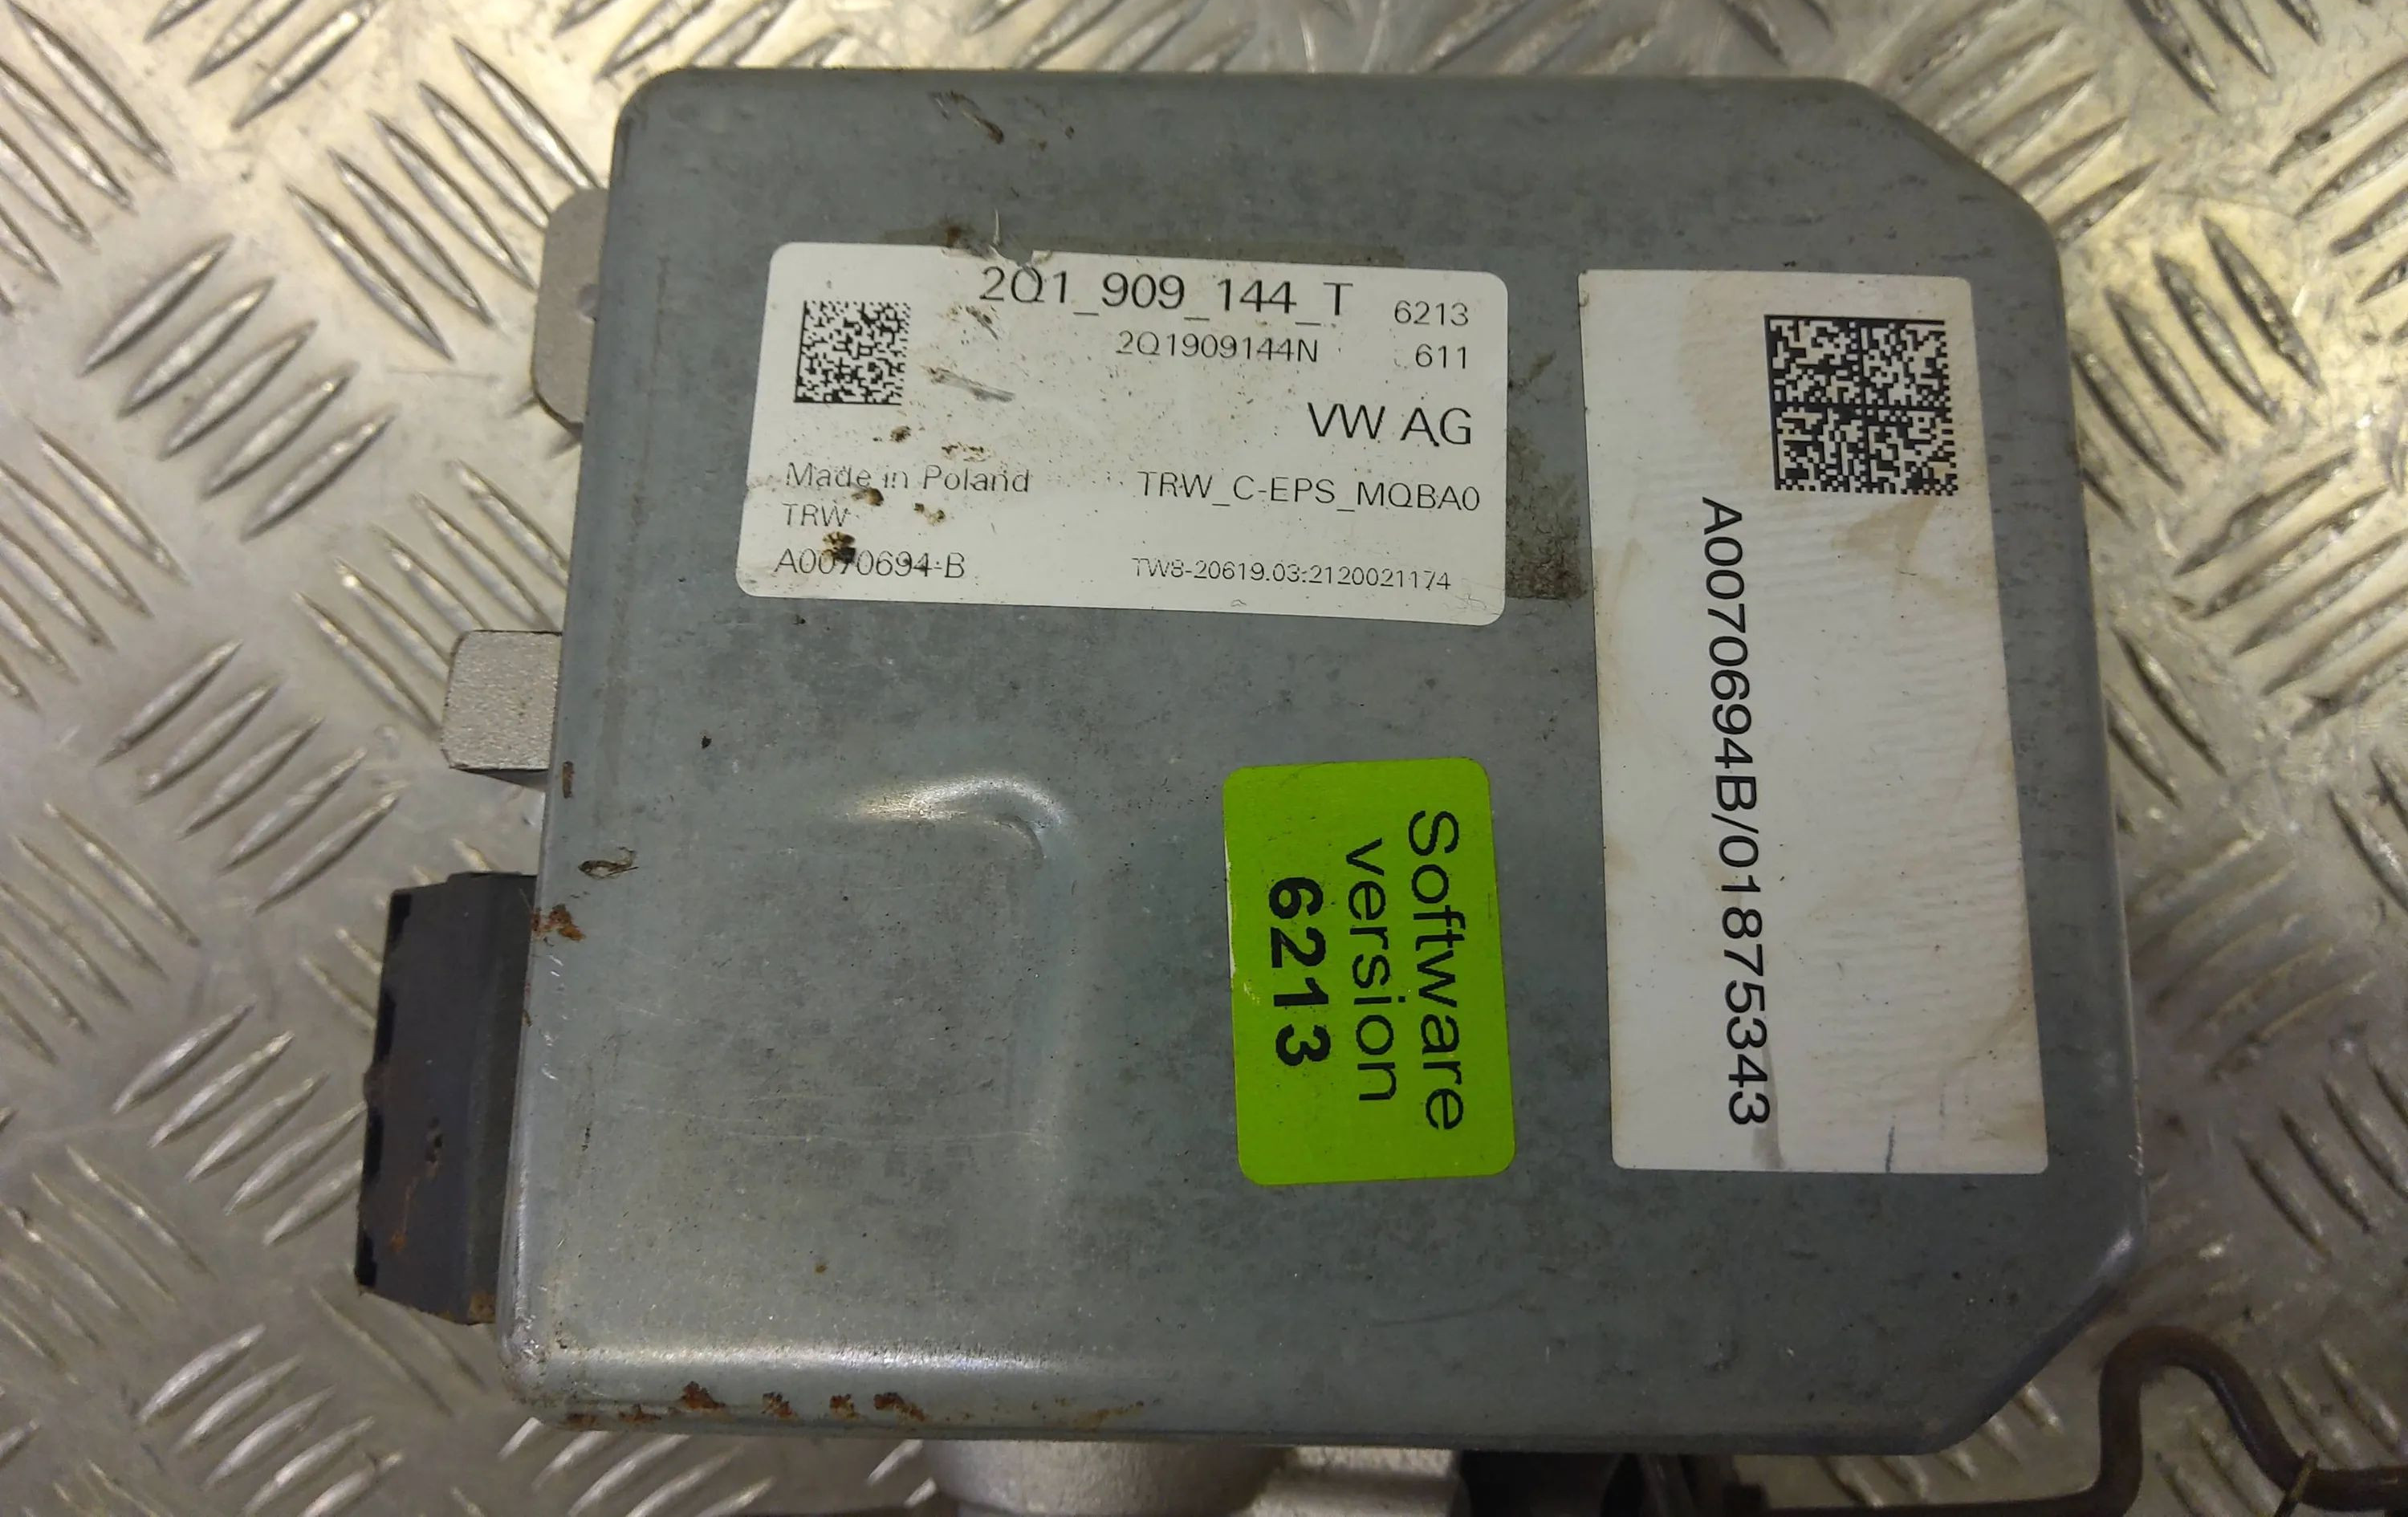 2Q1_909_144_T 6213
2Q1909144N 611
VW AG
Made in Poland TRW_C-EPS_MQBA0
TRW
A0070694-B TW8-20619.03:2120021174
A0070694B/01875343
Software
version
6213